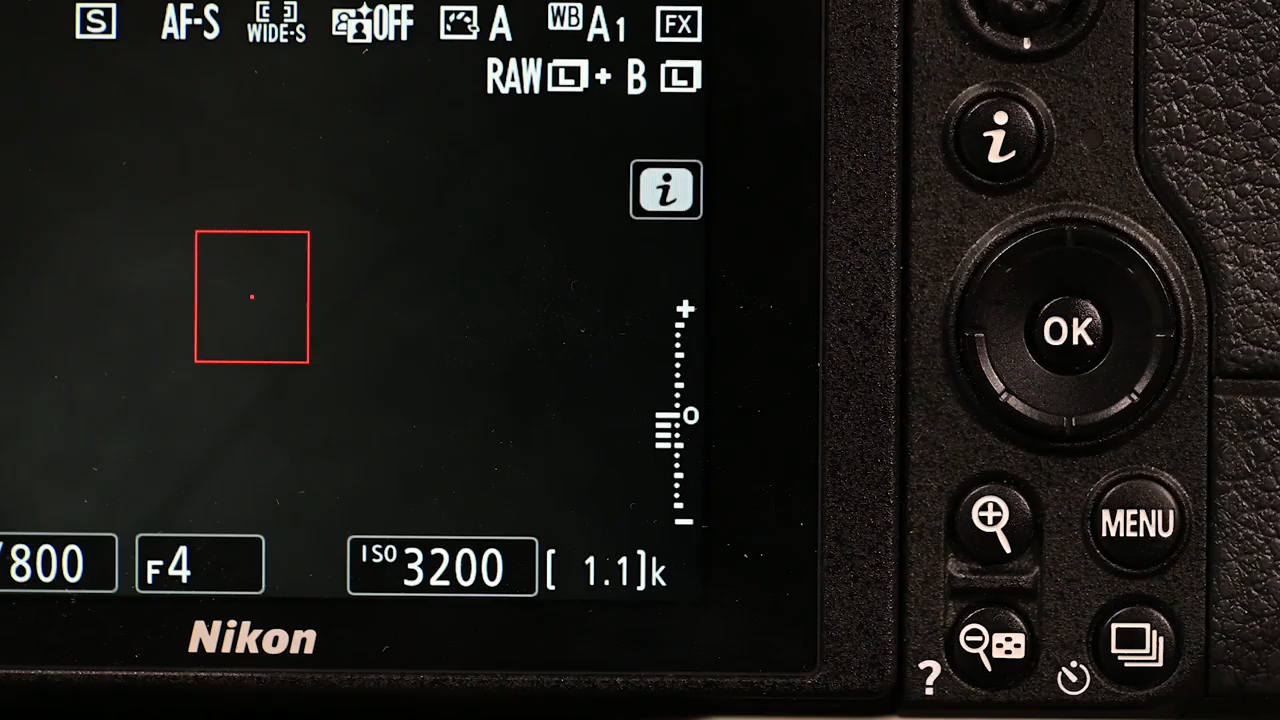 S AF-S WIDE-S OFF A WB A1 FX
RAW L + B L
i
i
+
0
OK
MENU
/800 F4 ISO 3200 [ 1.1]k
Nikon
?